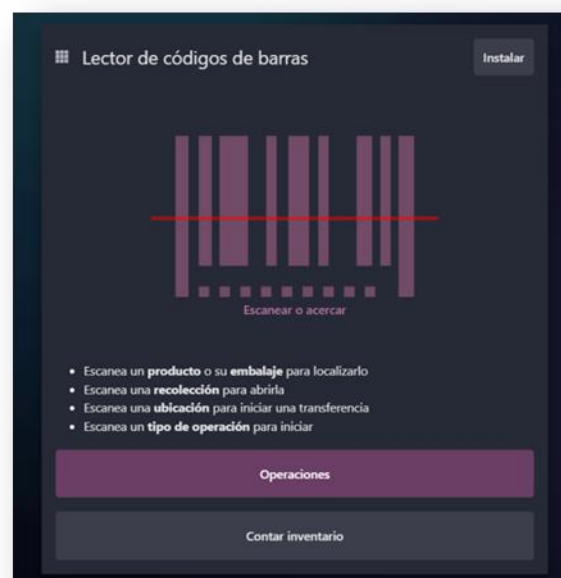 Lector de códigos de barras
Instalar
Escanear o acercar
• Escanea un producto o su embalaje para localizarlo
• Escanea una recolección para abrirla
• Escanea una ubicación para iniciar una transferencia
• Escanea un tipo de operación para iniciar
Operaciones
Contar inventario